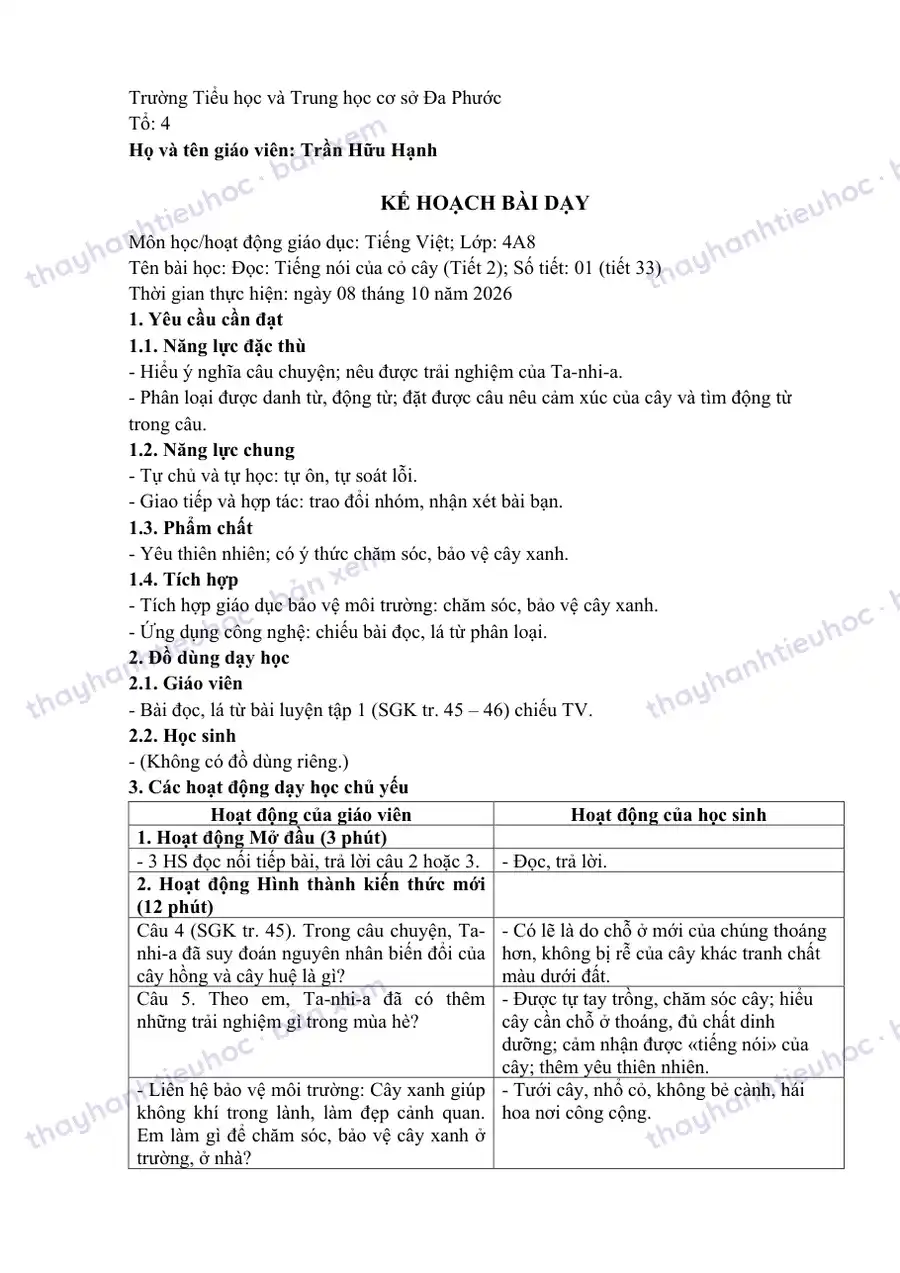 Trường Tiểu học và Trung học cơ sở Đa Phước
Tổ: 4
Họ và tên giáo viên: Trần Hữu Hạnh
KẾ HOẠCH BÀI DẠY
Môn học/hoạt động giáo dục: Tiếng Việt; Lớp: 4A8
Tên bài học: Đọc: Tiếng nói của cỏ cây (Tiết 2); Số tiết: 01 (tiết 33)
Thời gian thực hiện: ngày 08 tháng 10 năm 2026
1. Yêu cầu cần đạt
1.1. Năng lực đặc thù
- Hiểu ý nghĩa câu chuyện; nêu được trải nghiệm của Ta-nhi-a.
- Phân loại được danh từ, động từ; đặt được câu nêu cảm xúc của cây và tìm động từ
trong câu.
1.2. Năng lực chung
- Tự chủ và tự học: tự ôn, tự soát lỗi.
- Giao tiếp và hợp tác: trao đổi nhóm, nhận xét bài bạn.
1.3. Phẩm chất
- Yêu thiên nhiên; có ý thức chăm sóc, bảo vệ cây xanh.
1.4. Tích hợp
- Tích hợp giáo dục bảo vệ môi trường: chăm sóc, bảo vệ cây xanh.
- Ứng dụng công nghệ: chiếu bài đọc, lá từ phân loại.
2. Đồ dùng dạy học
2.1. Giáo viên
- Bài đọc, lá từ bài luyện tập 1 (SGK tr. 45 – 46) chiếu TV.
2.2. Học sinh
- (Không có đồ dùng riêng.)
3. Các hoạt động dạy học chủ yếu
Hoạt động của giáo viên
Hoạt động của học sinh
1. Hoạt động Mở đầu (3 phút)
- 3 HS đọc nối tiếp bài, trả lời câu 2 hoặc 3.
- Đọc, trả lời.
2. Hoạt động Hình thành kiến thức mới
(12 phút)
Câu 4 (SGK tr. 45). Trong câu chuyện, Ta-
nhi-a đã suy đoán nguyên nhân biến đổi của
cây hồng và cây huệ là gì?
- Có lẽ là do chỗ ở mới của chúng thoáng
hơn, không bị rễ của cây khác tranh chất
màu dưới đất.
Câu 5. Theo em, Ta-nhi-a đã có thêm
những trải nghiệm gì trong mùa hè?
- Được tự tay trồng, chăm sóc cây; hiểu
cây cần chỗ ở thoáng, đủ chất dinh
dưỡng; cảm nhận được «tiếng nói» của
cây; thêm yêu thiên nhiên.
- Liên hệ bảo vệ môi trường: Cây xanh giúp
không khí trong lành, làm đẹp cảnh quan.
Em làm gì để chăm sóc, bảo vệ cây xanh ở
trường, ở nhà?
- Tưới cây, nhổ cỏ, không bẻ cành, hái
hoa nơi công cộng.
thayhanhtieuhoc · bản xem
thayhanhtieuhoc · b
thayhanhtieuhoc · bản xem
thayhanhtieuhoc · b
thayhanhtieuhoc · bản xem
thayhanhtieuhoc · b